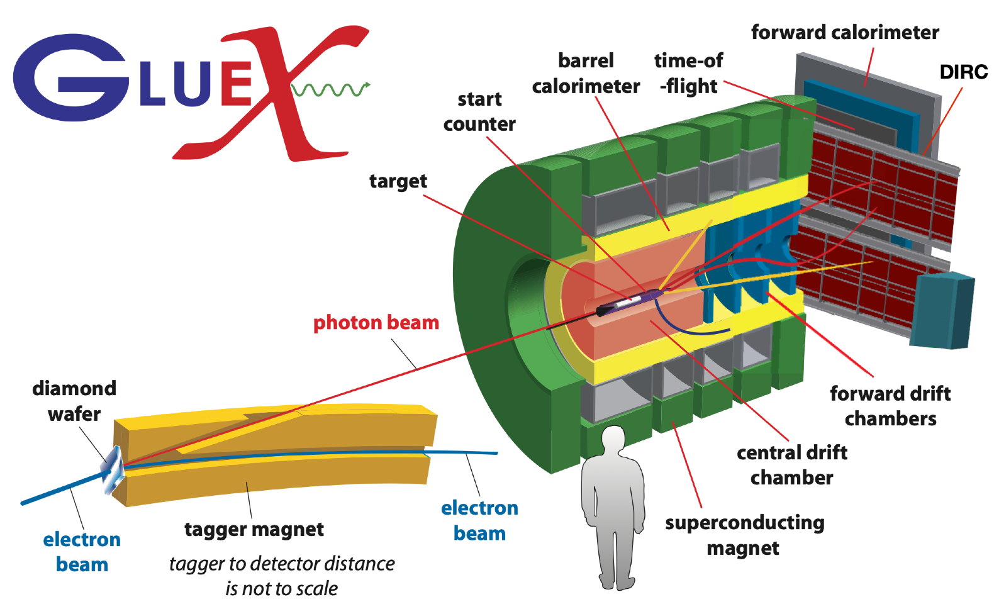 GLUEX
forward calorimeter
DIRC
barrel
calorimeter
time-of
-flight
start
counter
target
photon beam
diamond
wafer
forward drift
chambers
central drift
chamber
electron
beam
superconducting
magnet
tagger magnet
electron
beam
tagger to detector distance
is not to scale